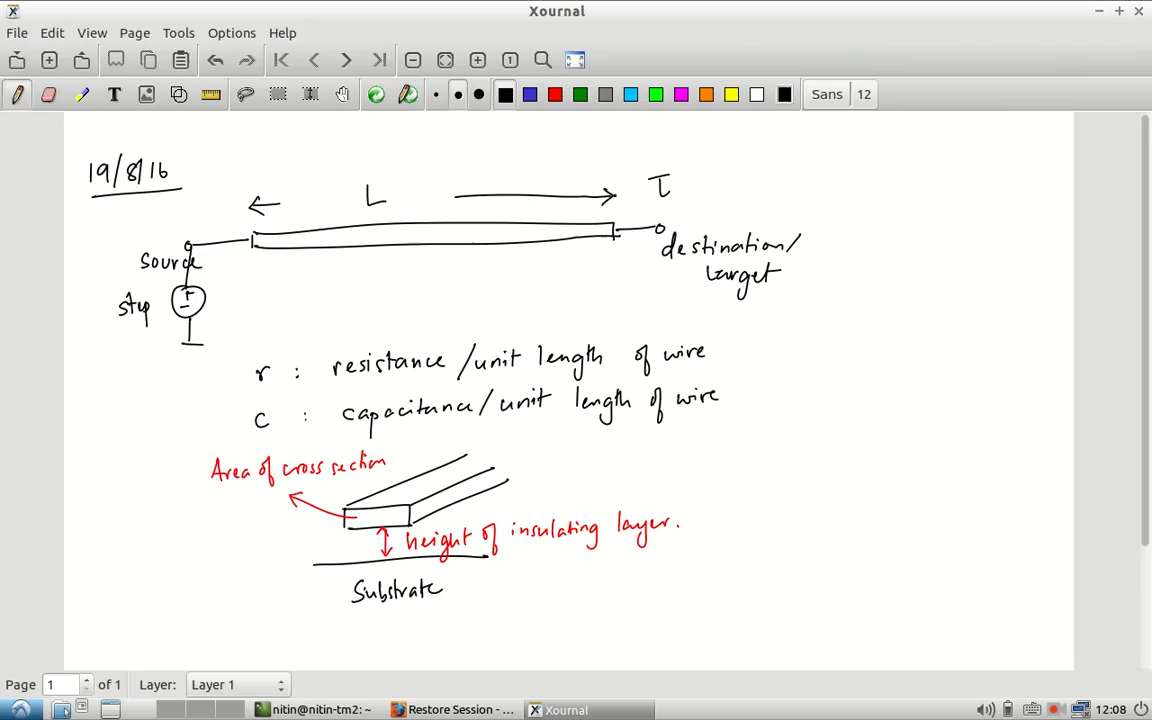 Xournal
File Edit View Page Tools Options Help
Sans 12
19/8/16
L
τ
source
destination/
target
step
+
-
r : resistance/unit length of wire
c : capacitance/unit length of wire
Area of cross section
height of insulating layer.
Substrate
Page 1 of 1 Layer: Layer 1
nitin@nitin-tm2: ~ Restore Session - ... Xournal 12:08